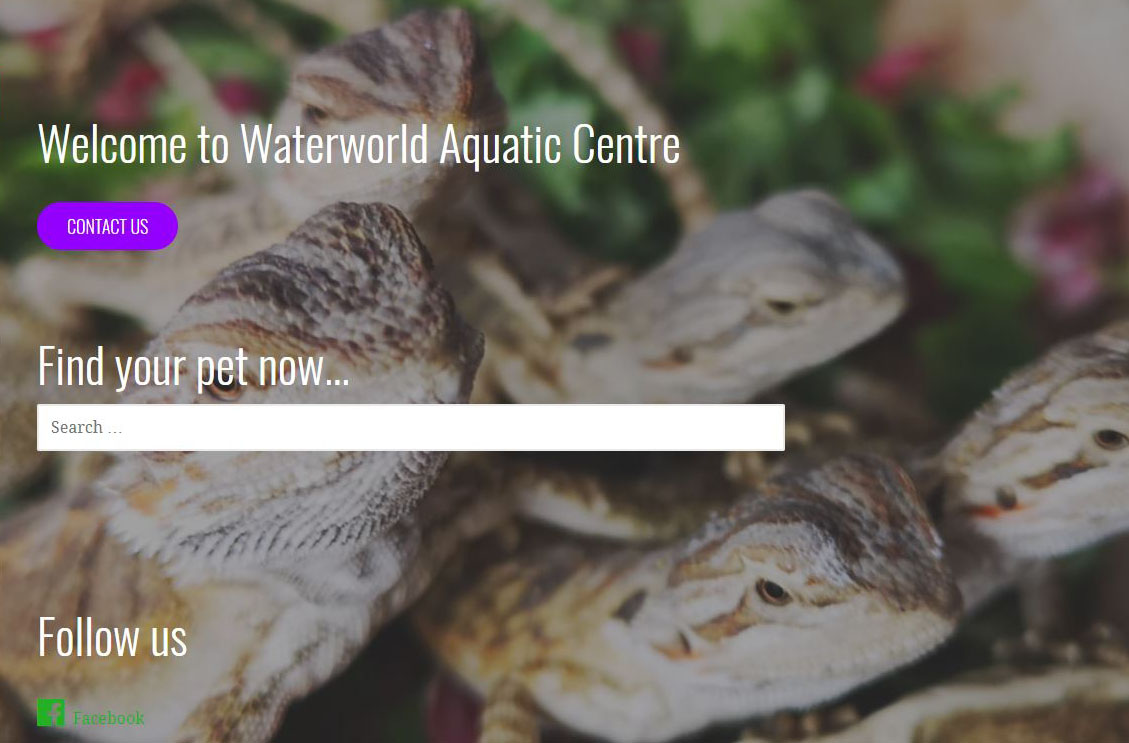 Welcome to Waterworld Aquatic Centre
CONTACT US
Find your pet now...
Search ...
Follow us
Facebook